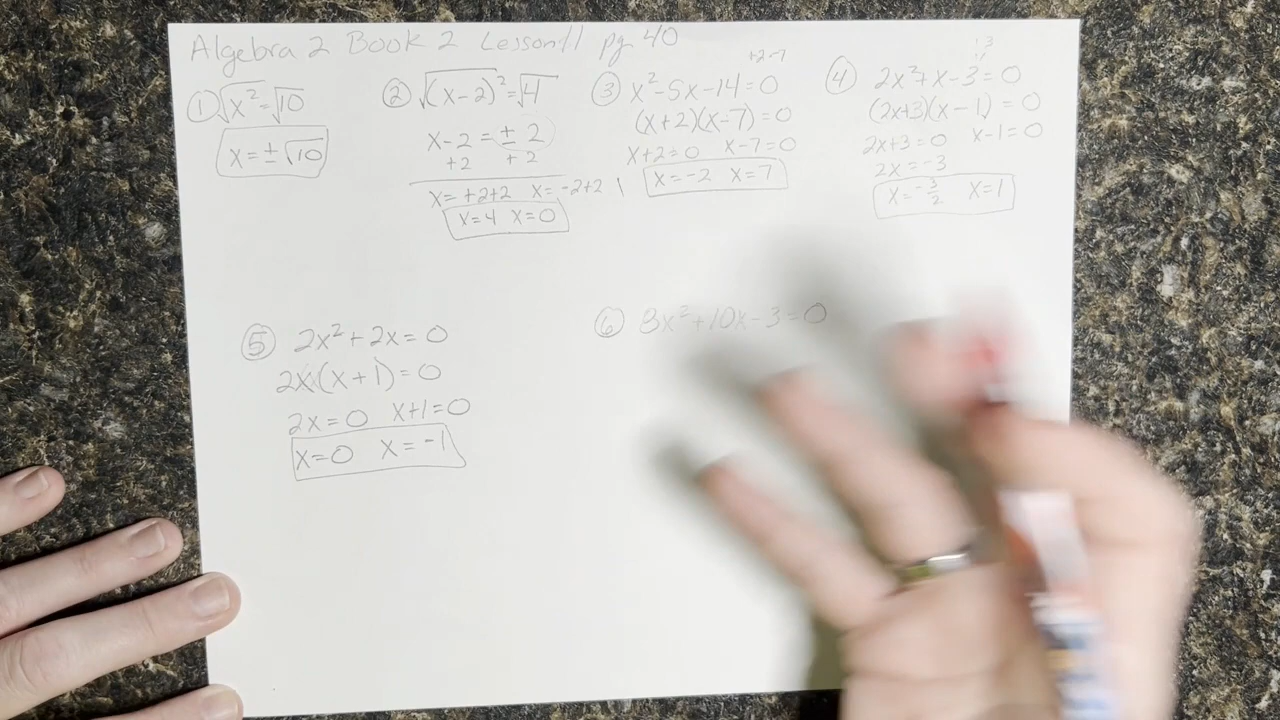 Algebra 2 Book 2 Lesson 11 pg. 40
① √x² = √10
x = ± √10
② √(x-2)² = √4
x-2 = ± 2
+2 +2
x = +2+2 x = -2+2
x=4 x=0
+2 -7
③ x²-5x-14=0
(x+2)(x-7)=0
x+2=0 x-7=0
x=-2 x=7
④ 2x²+x-3=0
(2x+3)(x-1)=0
2x+3=0 x-1=0
2x=-3
x=-3/2 x=1
⑤ 2x²+2x=0
2x(x+1)=0
2x=0 x+1=0
x=0 x=-1
⑥ 8x²+10x-3=0